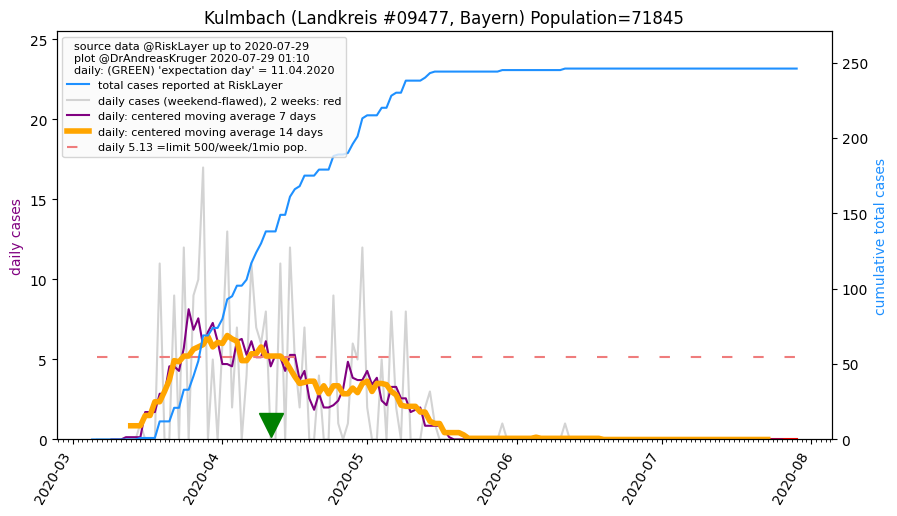 Kulmbach (Landkreis #09477, Bayern) Population=71845
source data @RiskLayer up to 2020-07-29
plot @DrAndreasKruger 2020-07-29 01:10
daily: (GREEN) 'expectation day' = 11.04.2020
total cases reported at RiskLayer
daily cases (weekend-flawed), 2 weeks: red
daily: centered moving average 7 days
daily: centered moving average 14 days
daily 5.13 =limit 500/week/1mio pop.
daily cases
25
20
15
10
5
0
cumulative total cases
250
200
150
100
50
0
2020-03
2020-04
2020-05
2020-06
2020-07
2020-08